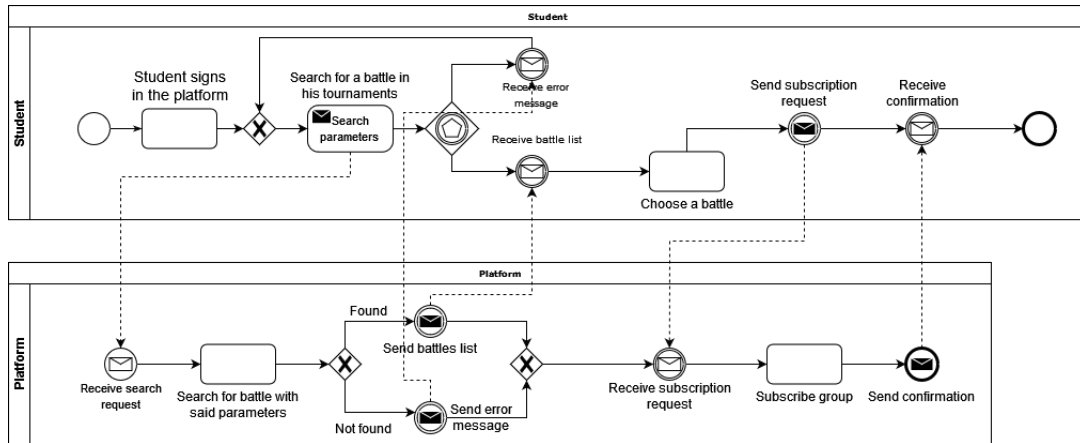 Student
Student
Student signs
in the platform
Search for a battle in
his tournaments
Search
parameters
Receive error
message
Receive battle list
Choose a battle
Send subscription
request
Receive
confirmation
Platform
Platform
Receive search
request
Search for battle with
said parameters
Found
Not found
Send battles list
Send error
message
Receive subscription
request
Subscribe group
Send confirmation